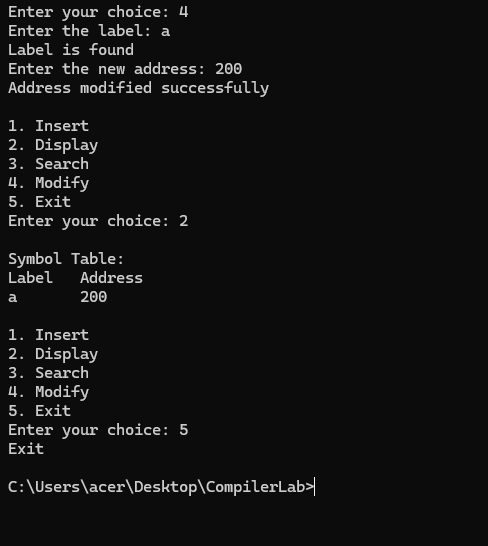 Enter your choice: 4
Enter the label: a
Label is found
Enter the new address: 200
Address modified successfully
1. Insert
2. Display
3. Search
4. Modify
5. Exit
Enter your choice: 2
Symbol Table:
Label   Address
a       200
1. Insert
2. Display
3. Search
4. Modify
5. Exit
Enter your choice: 5
Exit
C:\Users\acer\Desktop\CompilerLab>